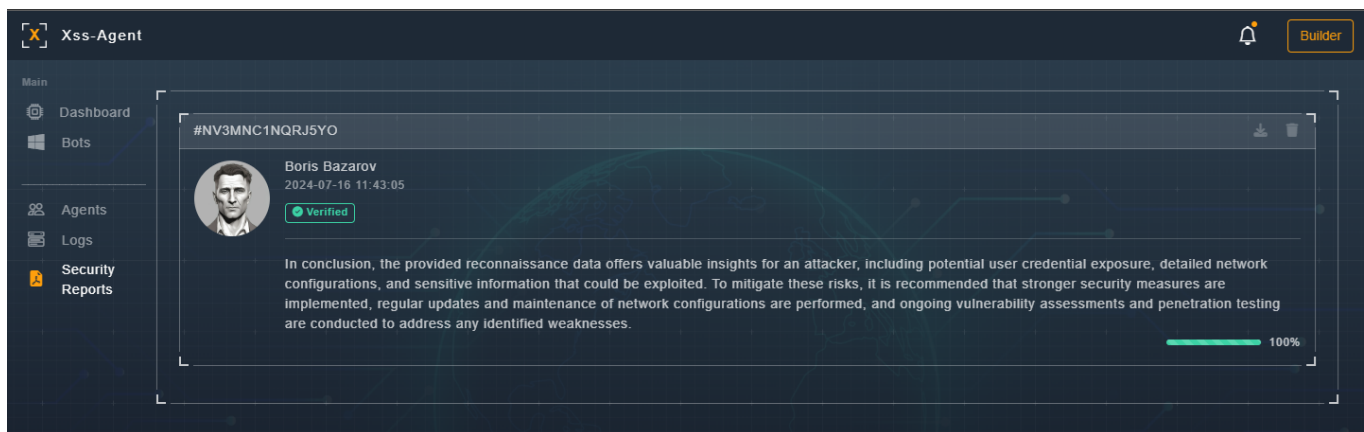 X Xss-Agent
Builder
Main
Dashboard
Bots
Agents
Logs
Security
Reports
#NV3MNC1NQRJ5YO
Boris Bazarov
2024-07-16 11:43:05
Verified
In conclusion, the provided reconnaissance data offers valuable insights for an attacker, including potential user credential exposure, detailed network
configurations, and sensitive information that could be exploited. To mitigate these risks, it is recommended that stronger security measures are
implemented, regular updates and maintenance of network configurations are performed, and ongoing vulnerability assessments and penetration testing
are conducted to address any identified weaknesses.
100%